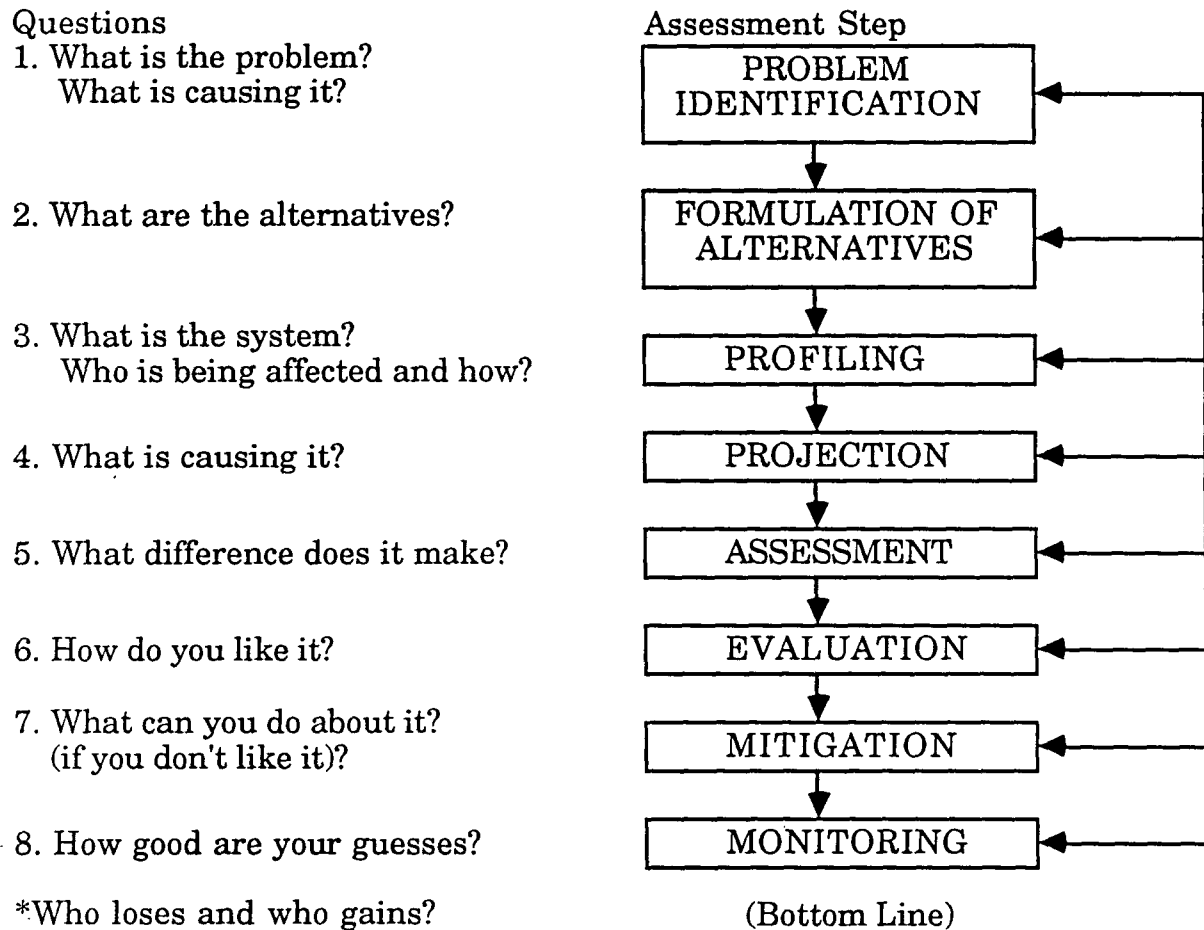 Questions
Assessment Step
1. What is the problem?
What is causing it?
PROBLEM
IDENTIFICATION
2. What are the alternatives?
FORMULATION OF
ALTERNATIVES
3. What is the system?
Who is being affected and how?
PROFILING
4. What is causing it?
PROJECTION
5. What difference does it make?
ASSESSMENT
6. How do you like it?
EVALUATION
7. What can you do about it?
(if you don't like it)?
MITIGATION
8. How good are your guesses?
MONITORING
*Who loses and who gains?
(Bottom Line)